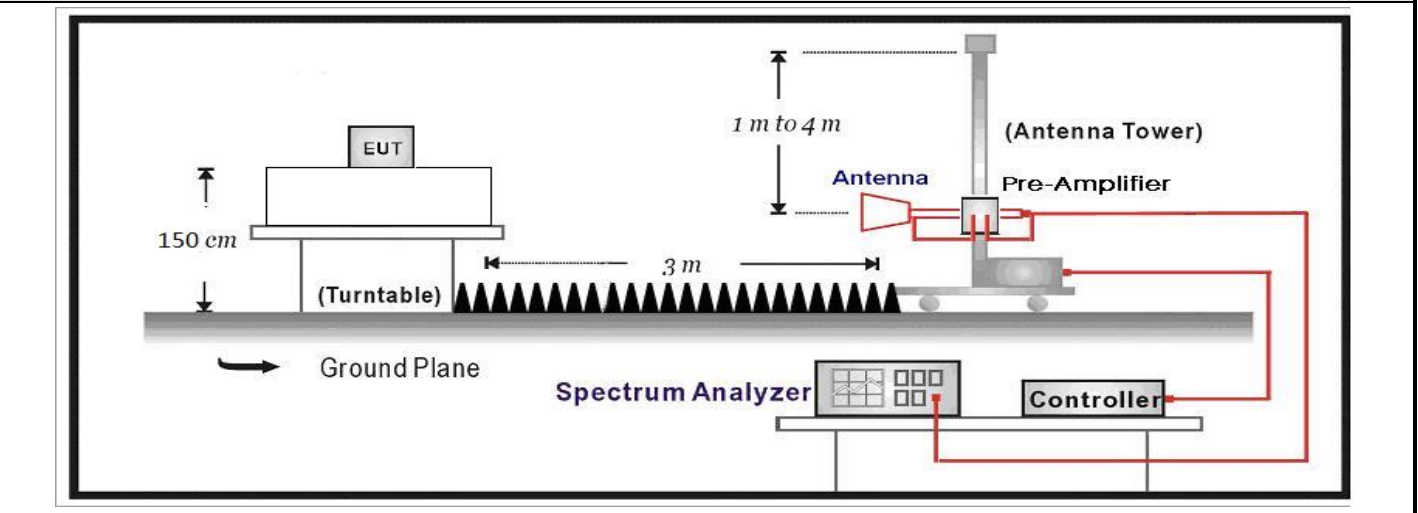 1 m to 4 m
(Antenna Tower)
EUT
Antenna
Pre-Amplifier
150 cm
3 m
(Turntable)
Ground Plane
Spectrum Analyzer
Controller